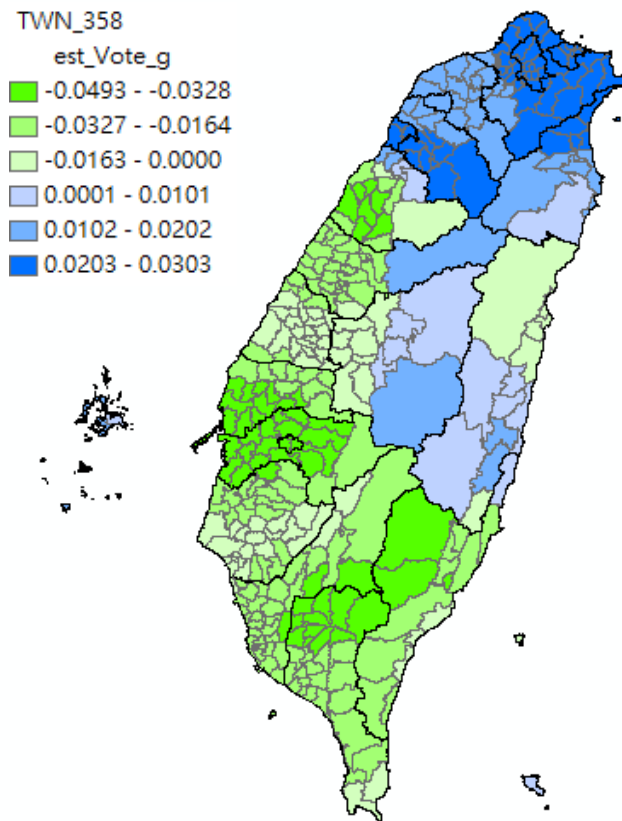 TWN_358
est_Vote_g
-0.0493 - -0.0328
-0.0327 - -0.0164
-0.0163 - 0.0000
0.0001 - 0.0101
0.0102 - 0.0202
0.0203 - 0.0303